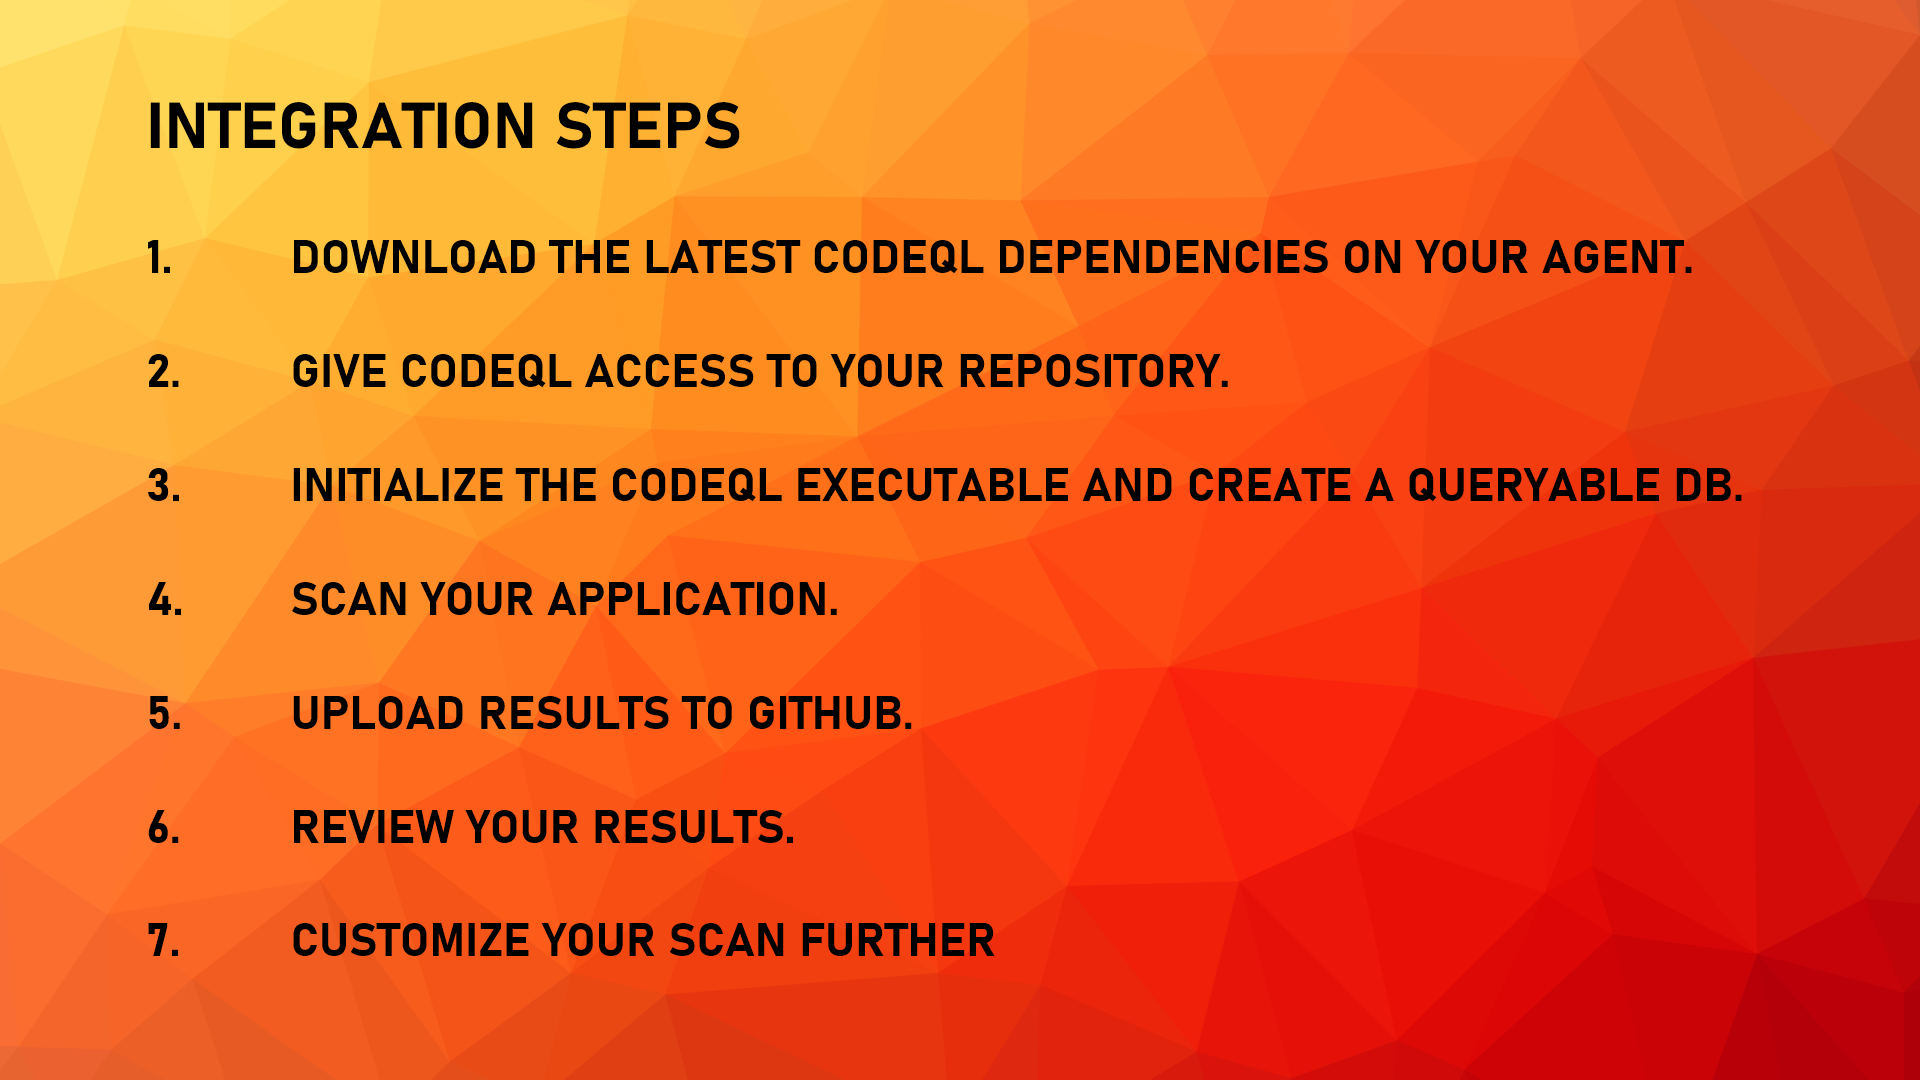 INTEGRATION STEPS
1. DOWNLOAD THE LATEST CODEQL DEPENDENCIES ON YOUR AGENT.
2. GIVE CODEQL ACCESS TO YOUR REPOSITORY.
3. INITIALIZE THE CODEQL EXECUTABLE AND CREATE A QUERYABLE DB.
4. SCAN YOUR APPLICATION.
5. UPLOAD RESULTS TO GITHUB.
6. REVIEW YOUR RESULTS.
7. CUSTOMIZE YOUR SCAN FURTHER